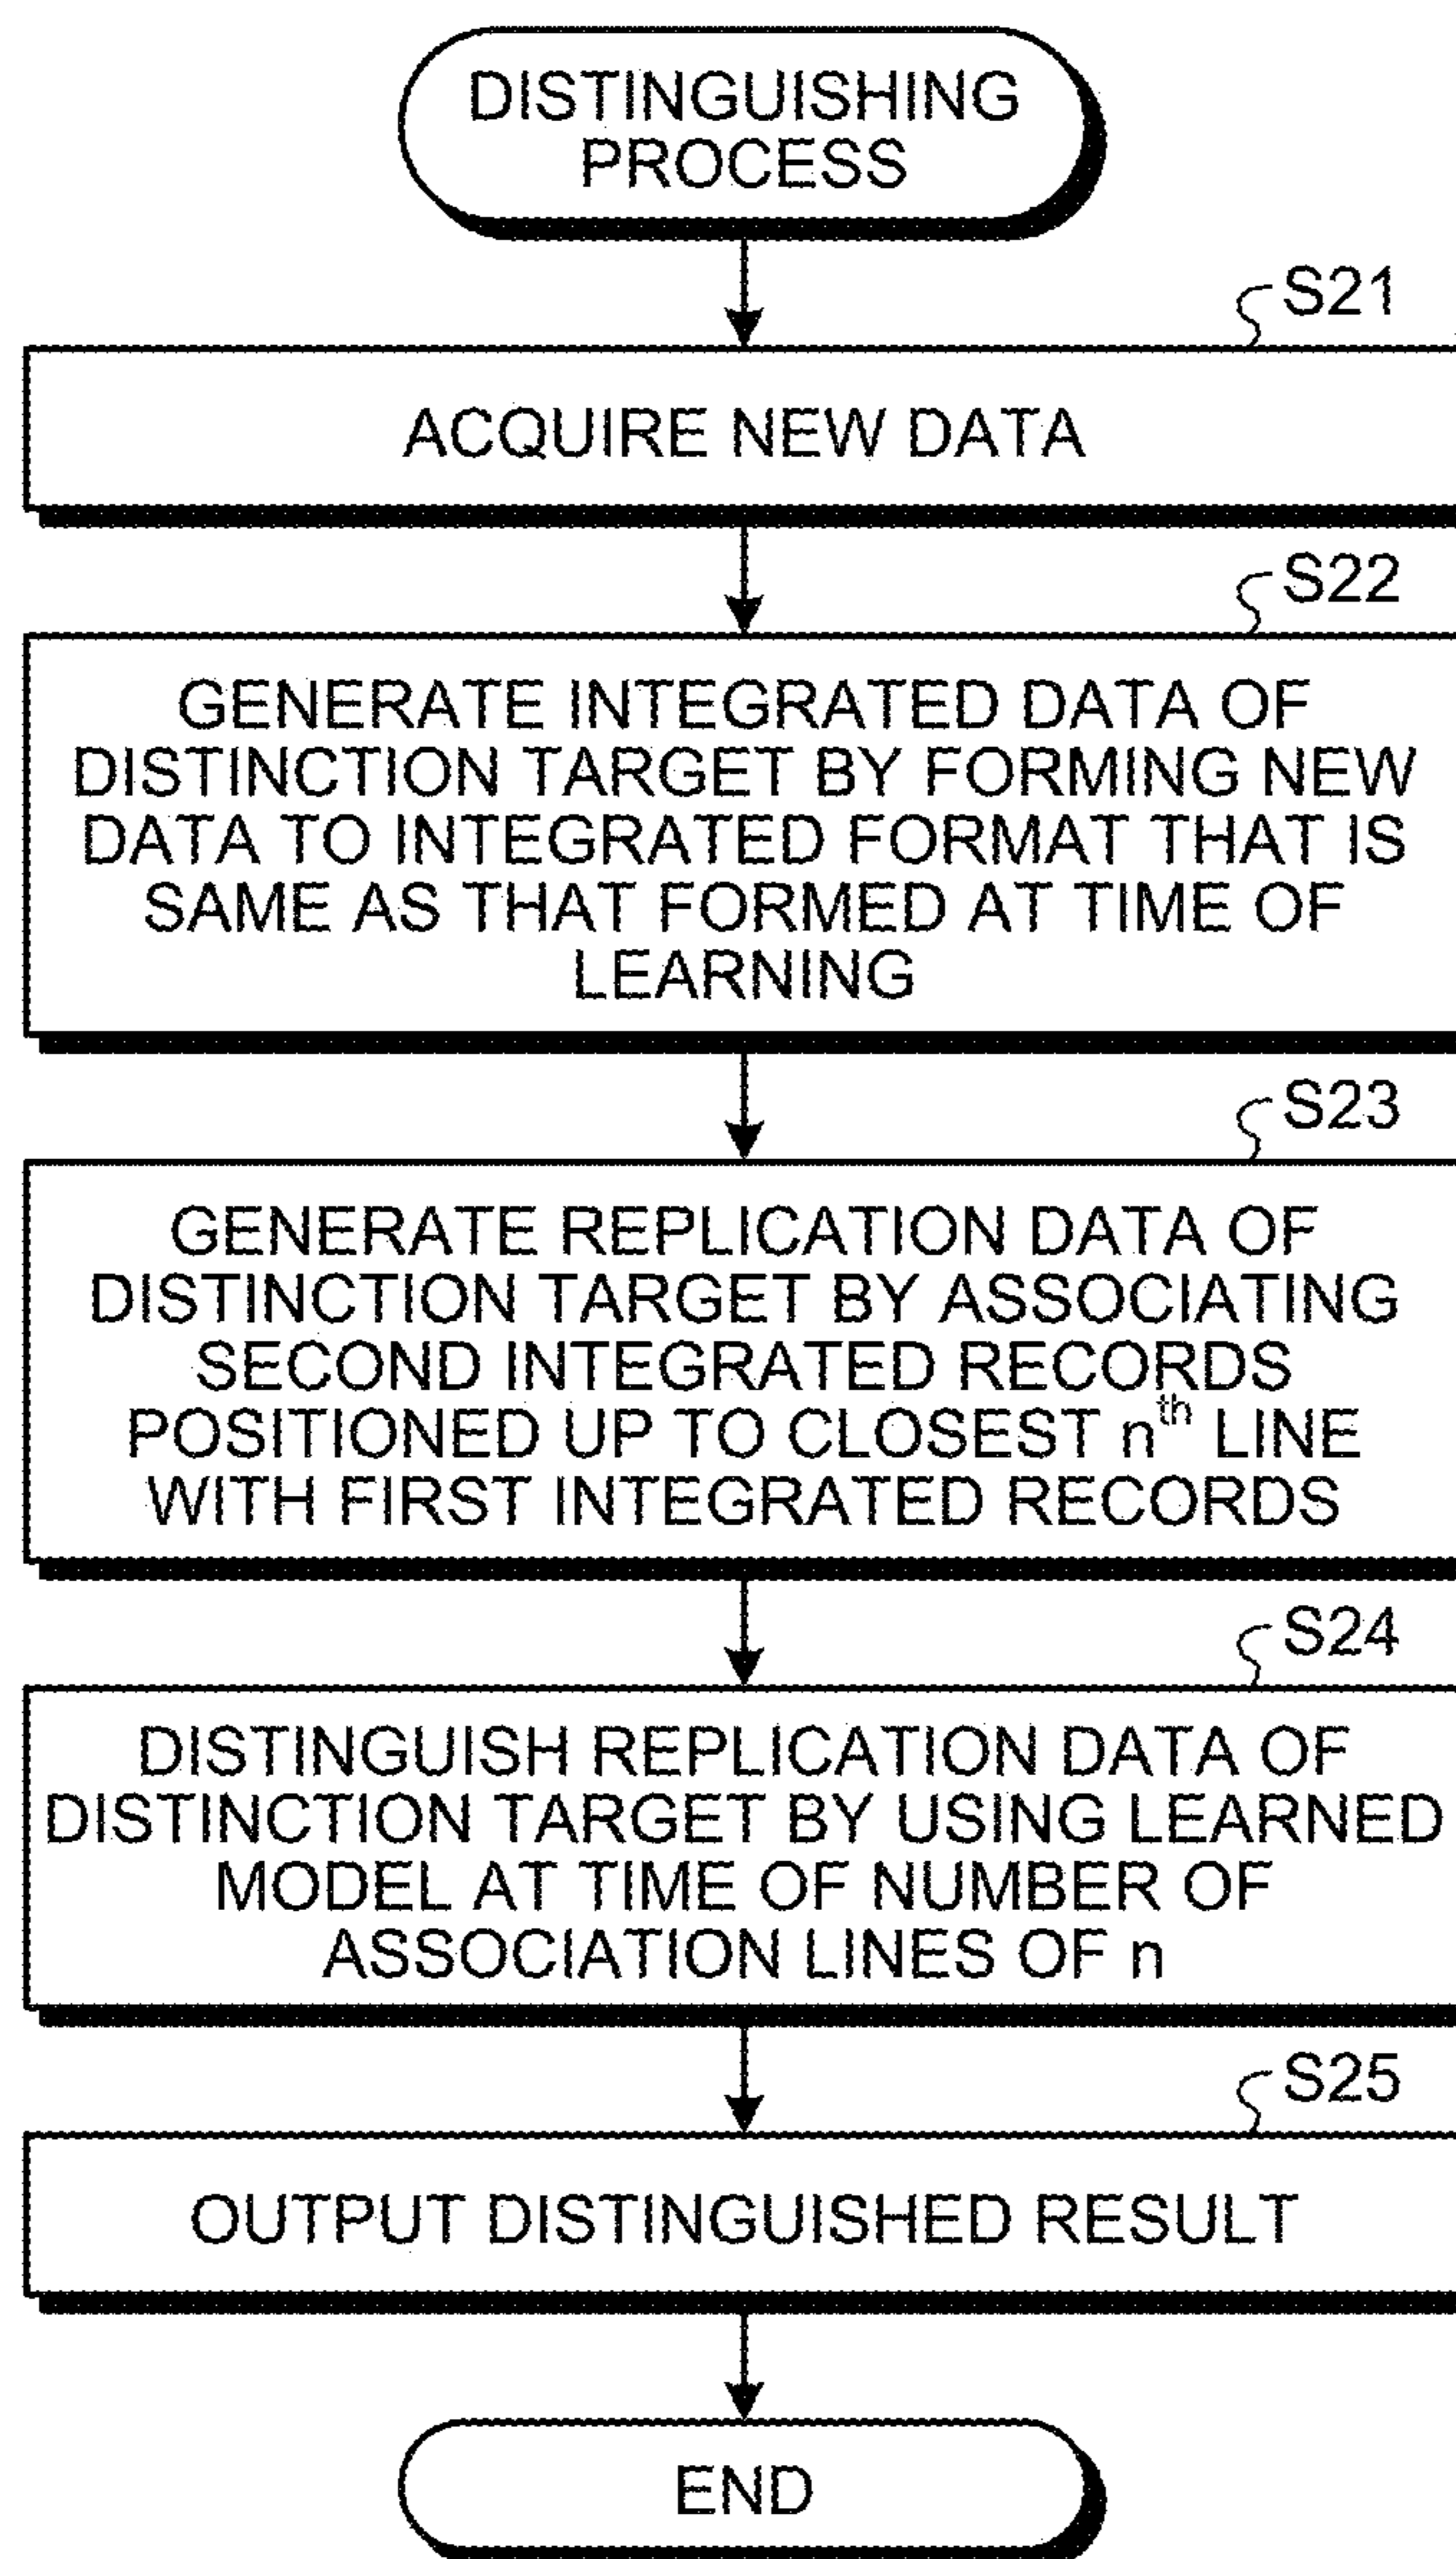 DISTINGUISHING
PROCESS
S21
ACQUIRE NEW DATA
S22
GENERATE INTEGRATED DATA OF
DISTINCTION TARGET BY FORMING NEW
DATA TO INTEGRATED FORMAT THAT IS
SAME AS THAT FORMED AT TIME OF
LEARNING
S23
GENERATE REPLICATION DATA OF
DISTINCTION TARGET BY ASSOCIATING
SECOND INTEGRATED RECORDS
POSITIONED UP TO CLOSEST nth LINE
WITH FIRST INTEGRATED RECORDS
S24
DISTINGUISH REPLICATION DATA OF
DISTINCTION TARGET BY USING LEARNED
MODEL AT TIME OF NUMBER OF
ASSOCIATION LINES OF n
S25
OUTPUT DISTINGUISHED RESULT
END